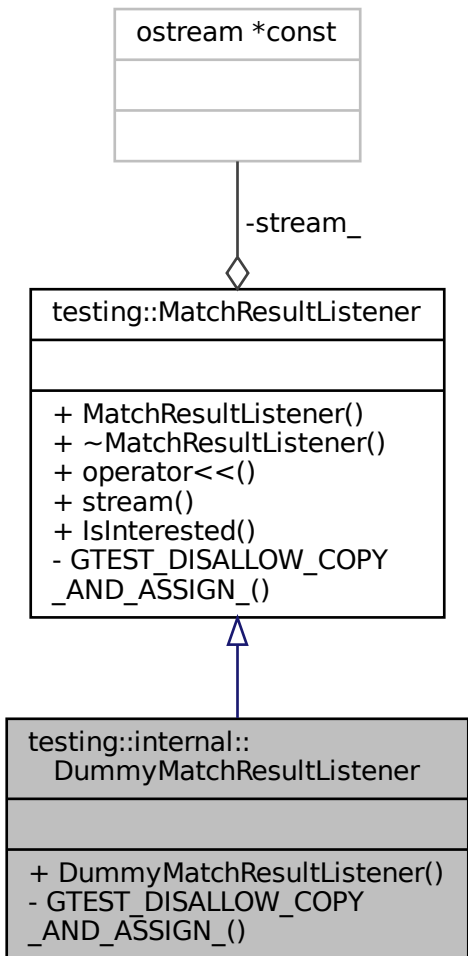 ostream *const
-stream_
testing::MatchResultListener
+ MatchResultListener()
+ ~MatchResultListener()
+ operator<<()
+ stream()
+ IsInterested()
- GTEST_DISALLOW_COPY
_AND_ASSIGN_()
testing::internal::
DummyMatchResultListener
+ DummyMatchResultListener()
- GTEST_DISALLOW_COPY
_AND_ASSIGN_()